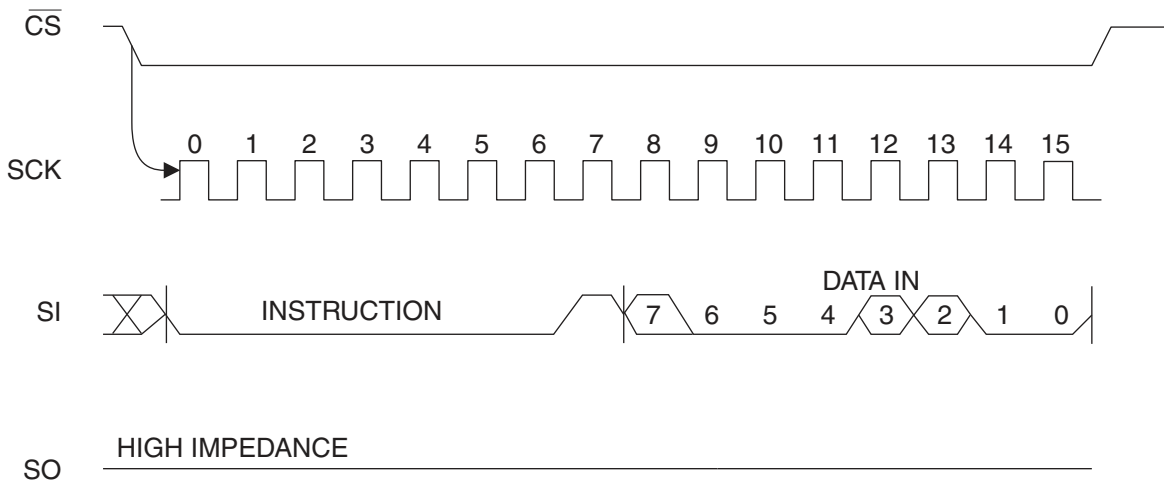 CS
SCK
0 1 2 3 4 5 6 7 8 9 10 11 12 13 14 15
SI
INSTRUCTION
DATA IN
7 6 5 4 3 2 1 0
SO
HIGH IMPEDANCE